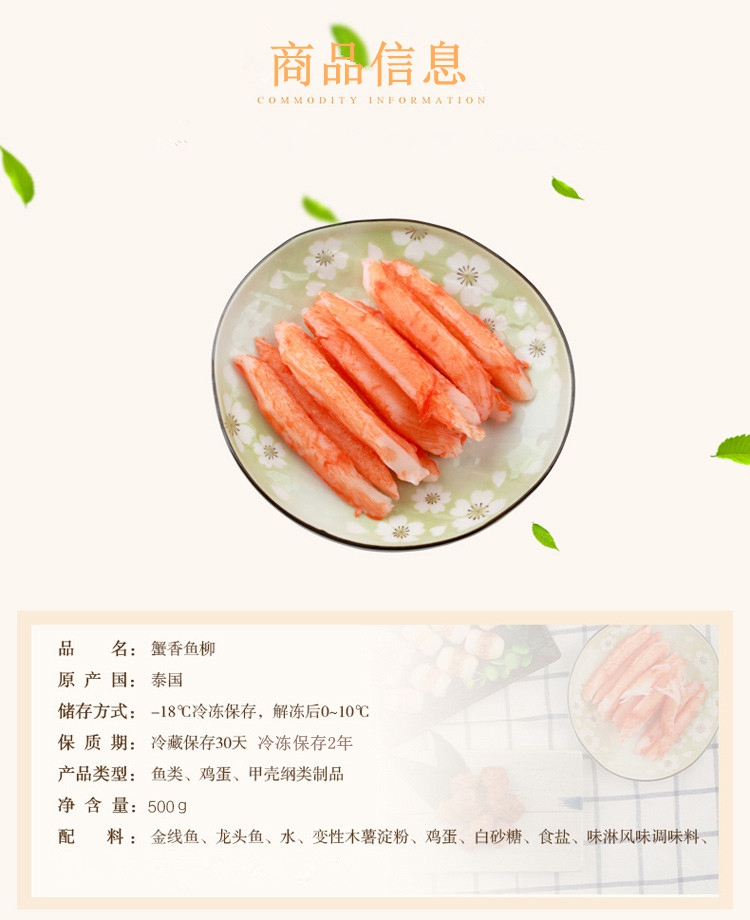 商品信息
COMMODITY INFORMATION
品 名：蟹香鱼柳
原 产 国：泰国
储存方式：-18℃冷冻保存，解冻后0~10℃
保 质 期：冷藏保存30天 冷冻保存2年
产品类型：鱼类、鸡蛋、甲壳纲类制品
净 含 量：500g
配 料：金线鱼、龙头鱼、水、变性木薯淀粉、鸡蛋、白砂糖、食盐、味淋风味调味料、